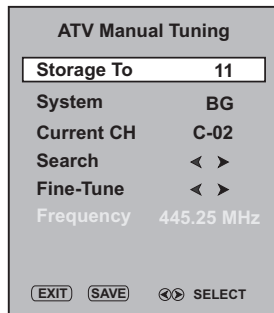 ATV Manual Tuning
Storage To 11
System BG
Current CH C-02
Search
Fine-Tune
Frequency 445.25 MHz
EXIT SAVE SELECT